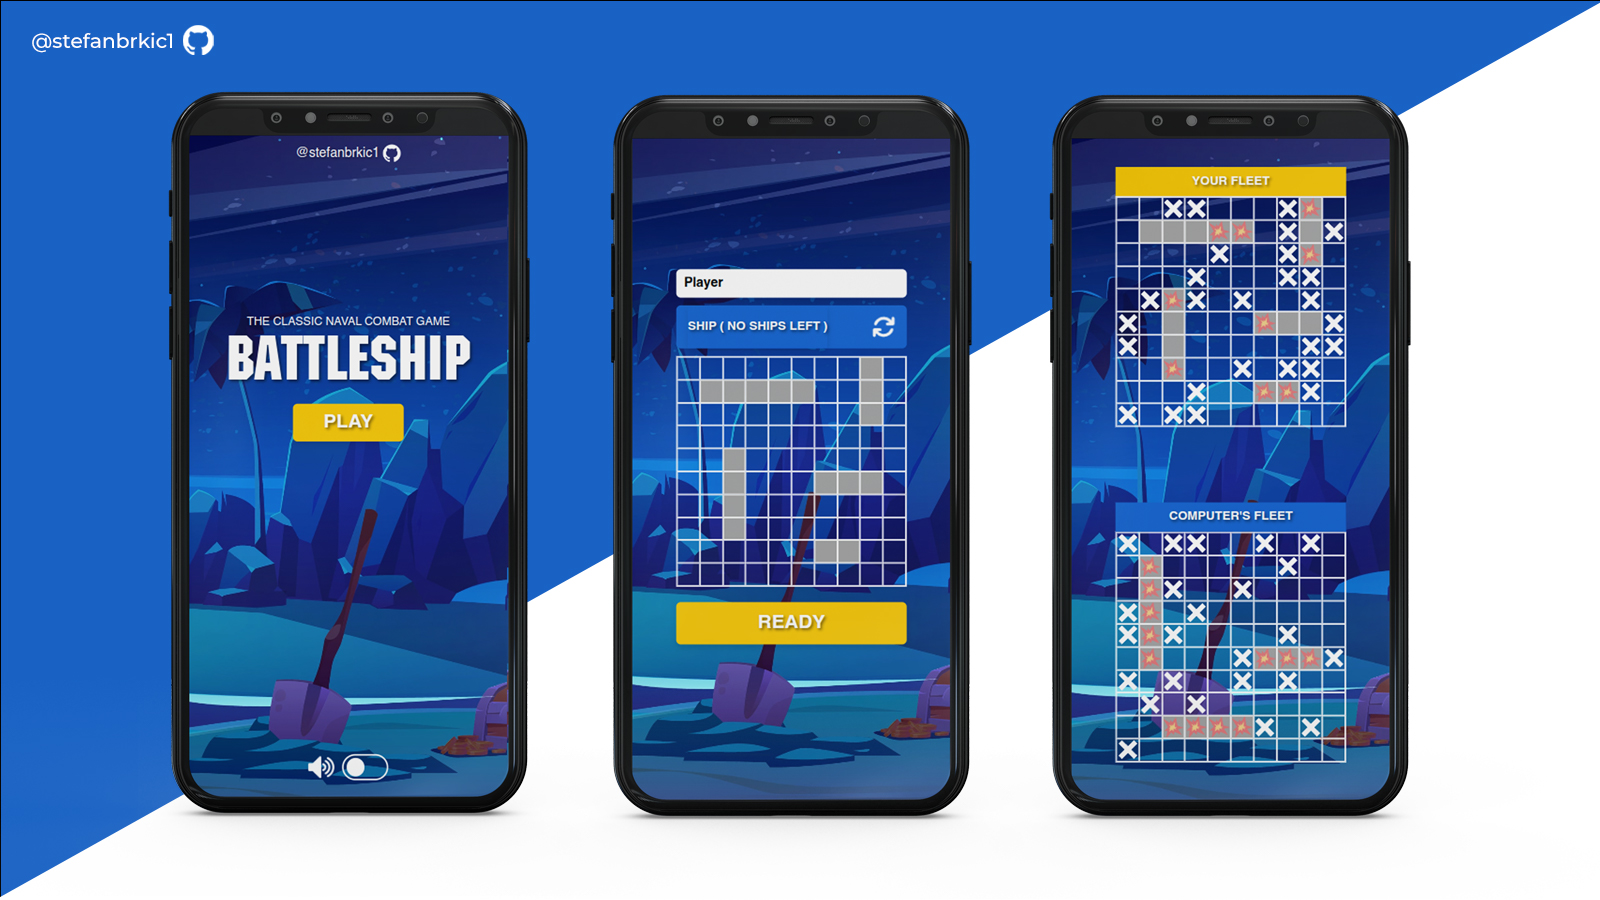 @stefanbrkic1
@stefanbrkic1
THE CLASSIC NAVAL COMBAT GAME
BATTLESHIP
PLAY
Player
SHIP ( NO SHIPS LEFT )
READY
YOUR FLEET
COMPUTER'S FLEET